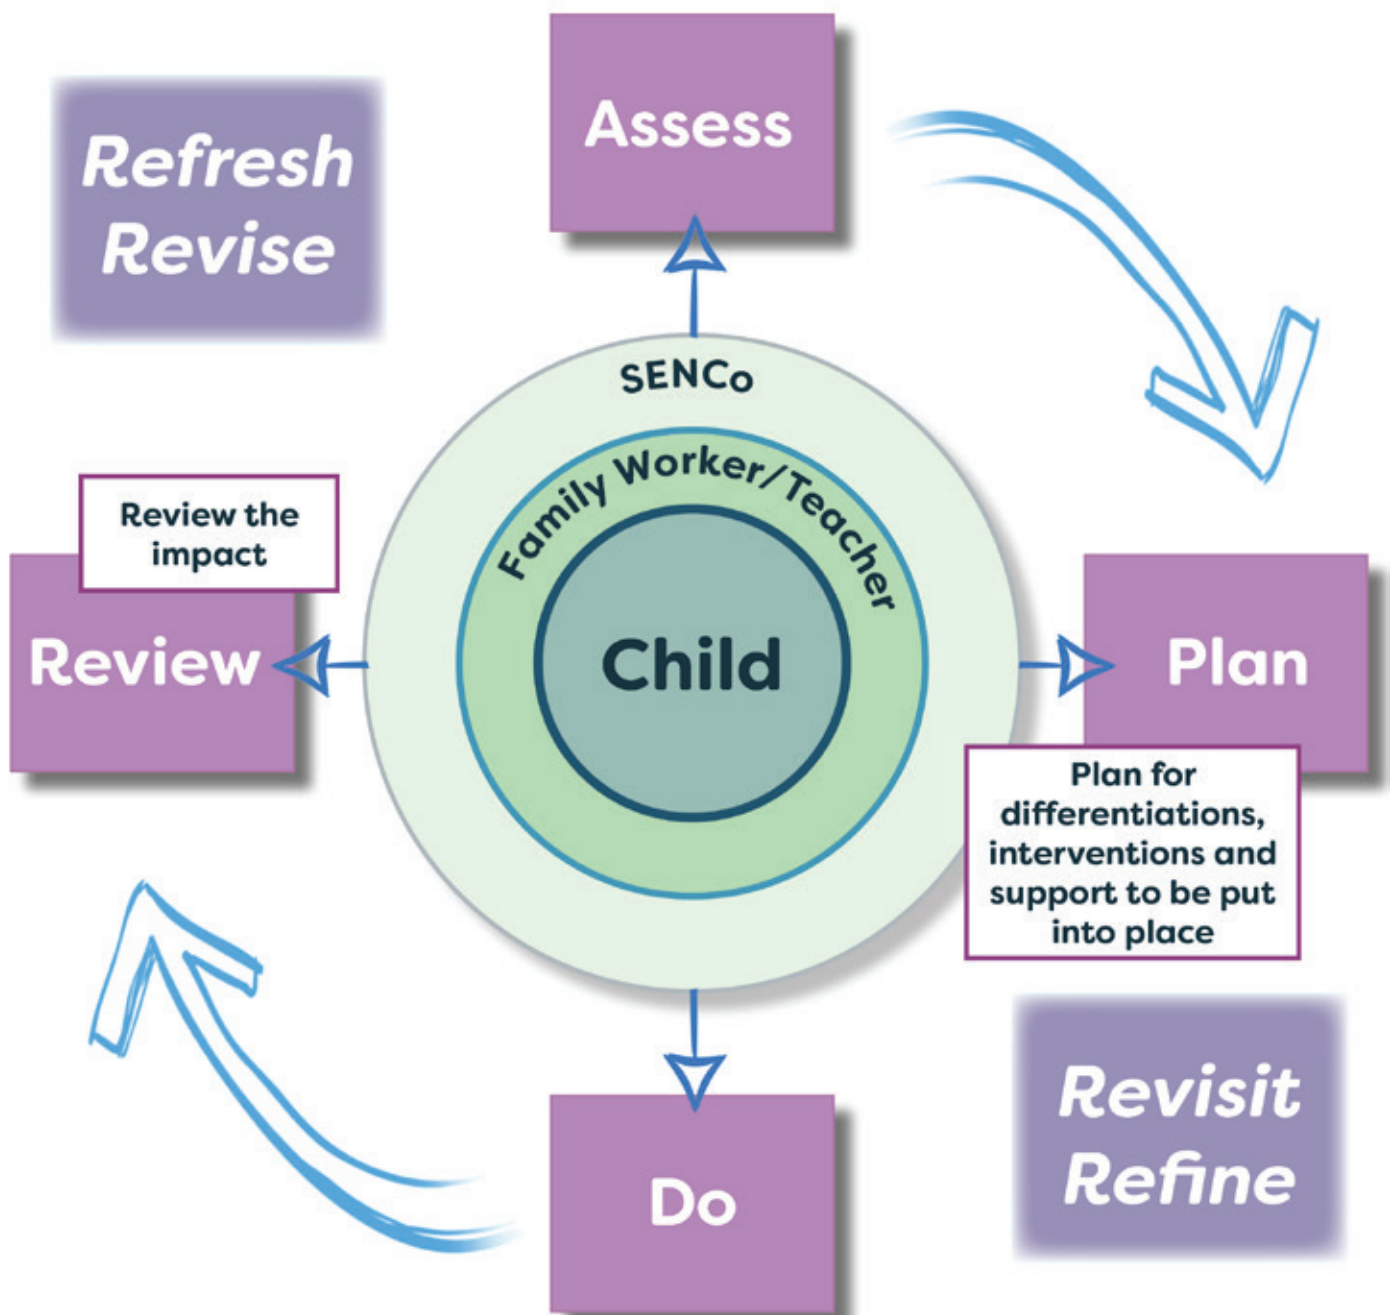 Assess
Refresh
Revise
SENCo
Family Worker/Teacher
Child
Review the
impact
Review
Plan
Plan for
differentiations,
interventions and
support to be put
into place
Revisit
Refine
Do